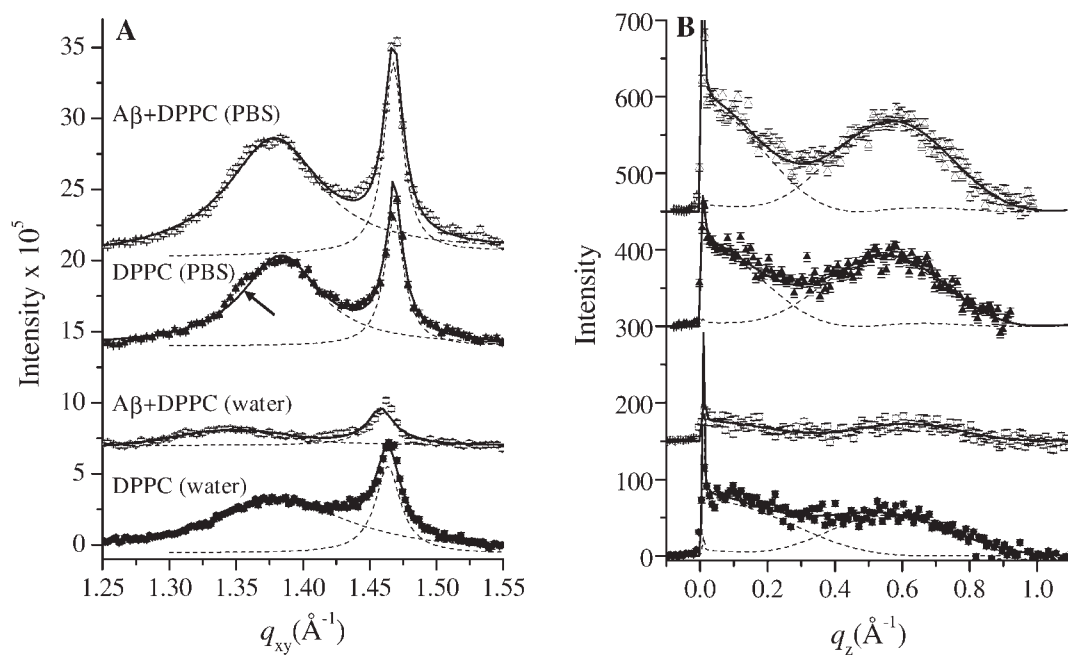 A
Intensity x 10⁵
35
30
25
20
15
10
5
0
Aβ+DPPC (PBS)
DPPC (PBS)
Aβ+DPPC (water)
DPPC (water)
1.25 1.30 1.35 1.40 1.45 1.50 1.55
q_xy(Å⁻¹)
B
Intensity
700
600
500
400
300
200
100
0
0.0 0.2 0.4 0.6 0.8 1.0
q_z(Å⁻¹)